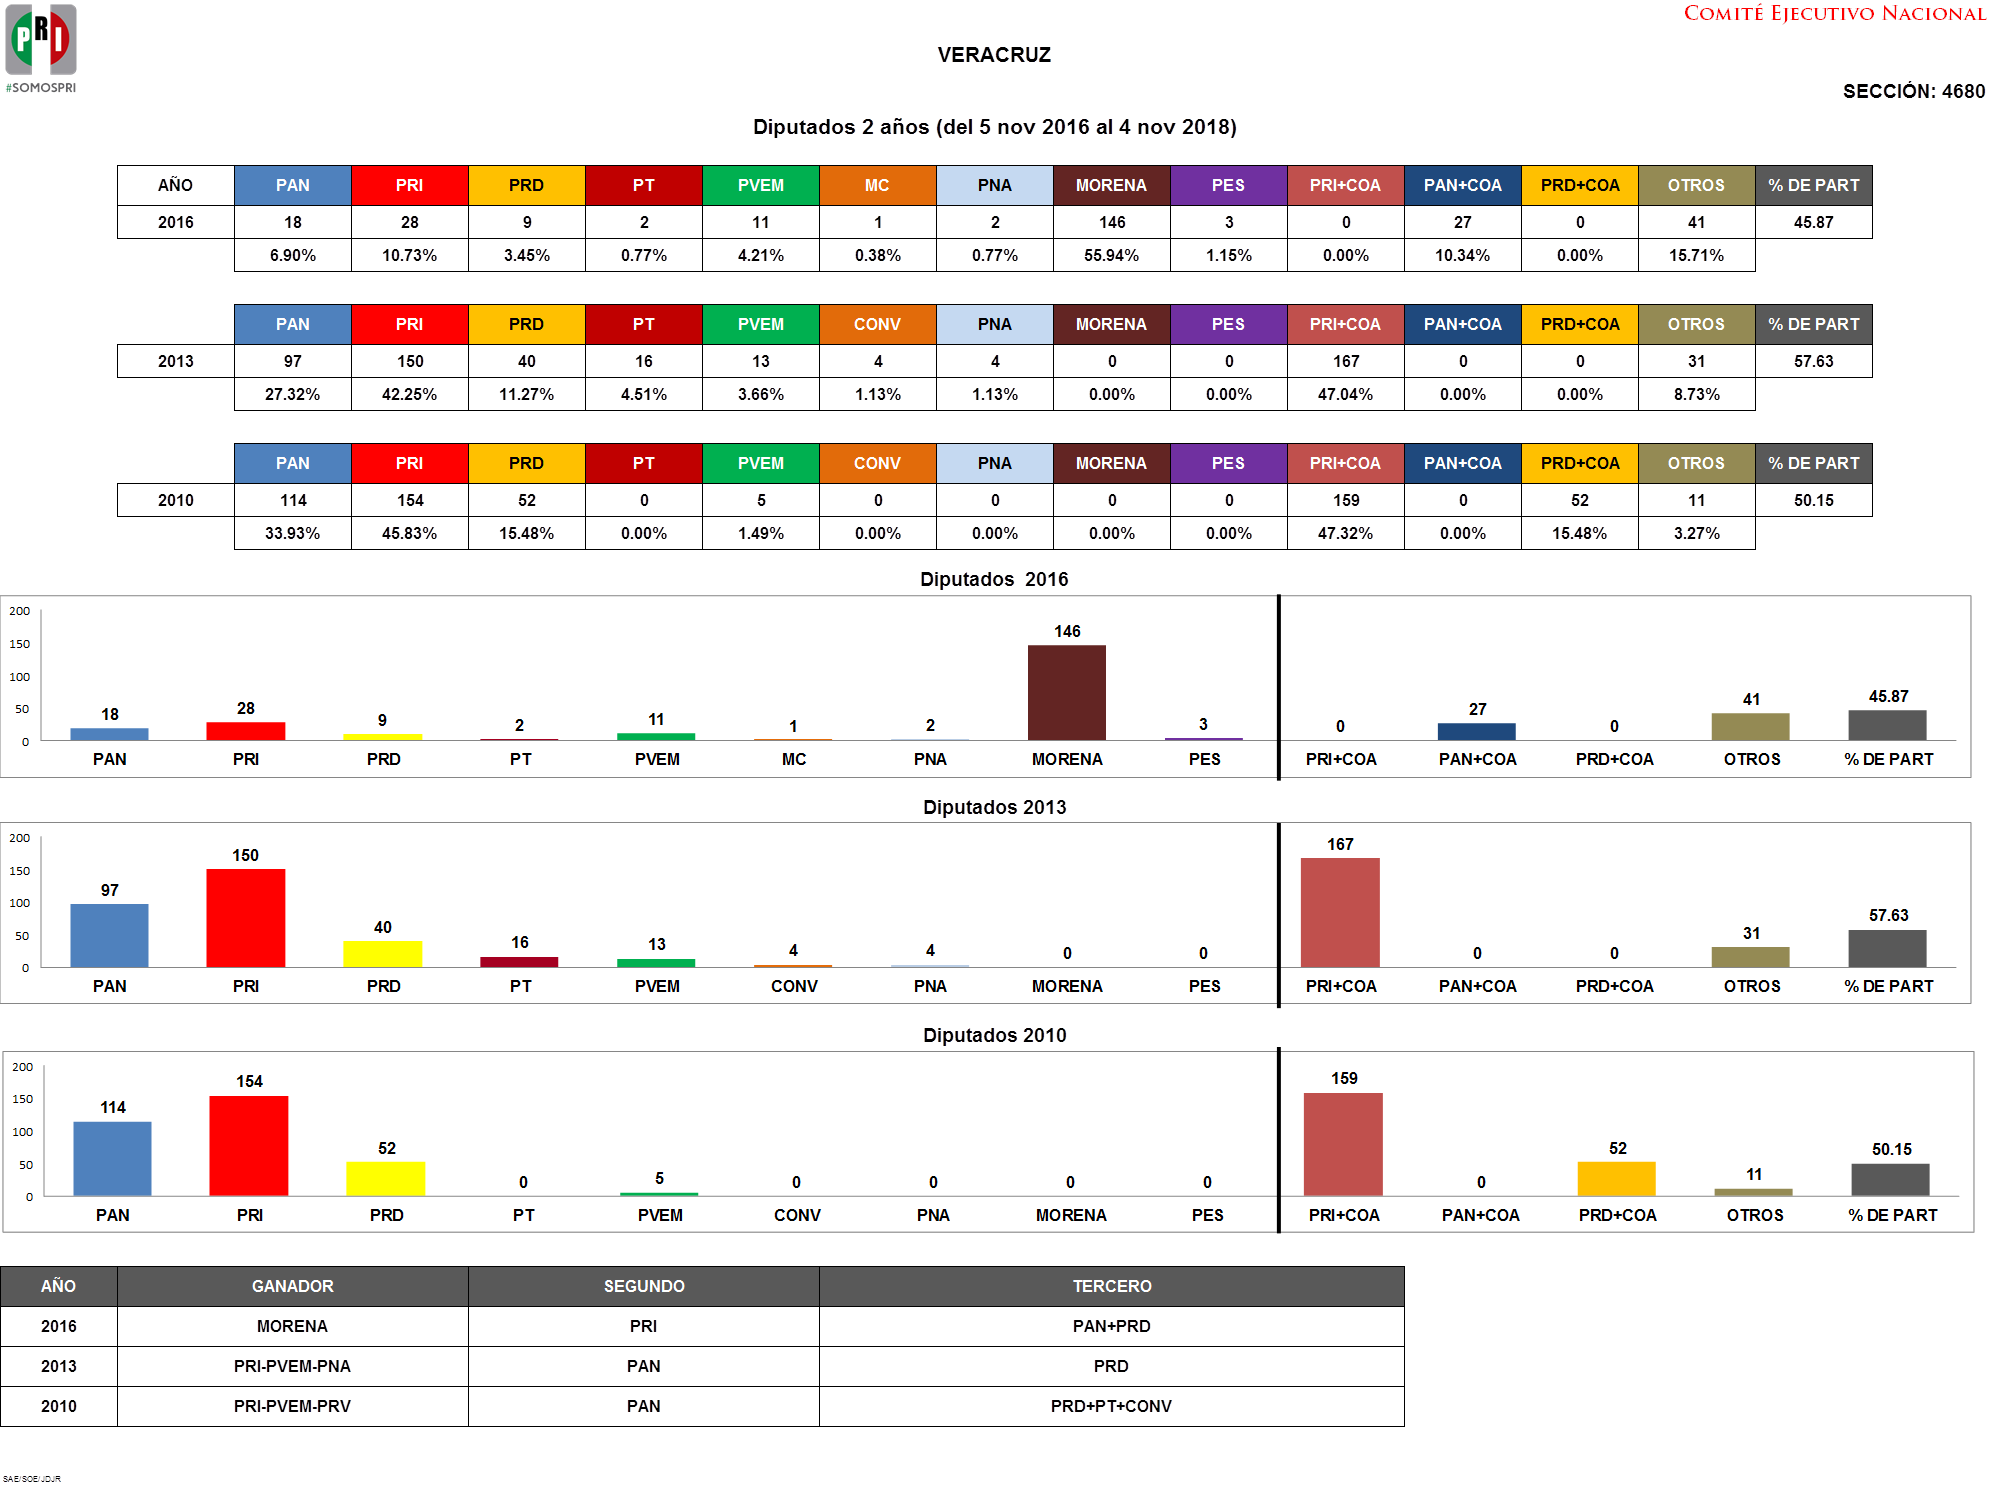 PRI
#SOMOSPRI
COMITÉ EJECUTIVO NACIONAL
VERACRUZ
SECCIÓN: 4680
Diputados 2 años (del 5 nov 2016 al 4 nov 2018)
AÑO PAN PRI PRD PT PVEM MC PNA MORENA PES PRI+COA PAN+COA PRD+COA OTROS % DE PART
2016 18 28 9 2 11 1 2 146 3 0 27 0 41 45.87
6.90% 10.73% 3.45% 0.77% 4.21% 0.38% 0.77% 55.94% 1.15% 0.00% 10.34% 0.00% 15.71%
PAN PRI PRD PT PVEM CONV PNA MORENA PES PRI+COA PAN+COA PRD+COA OTROS % DE PART
2013 97 150 40 16 13 4 4 0 0 167 0 0 31 57.63
27.32% 42.25% 11.27% 4.51% 3.66% 1.13% 1.13% 0.00% 0.00% 47.04% 0.00% 0.00% 8.73%
PAN PRI PRD PT PVEM CONV PNA MORENA PES PRI+COA PAN+COA PRD+COA OTROS % DE PART
2010 114 154 52 0 5 0 0 0 0 159 0 52 11 50.15
33.93% 45.83% 15.48% 0.00% 1.49% 0.00% 0.00% 0.00% 0.00% 47.32% 0.00% 15.48% 3.27%
Diputados 2016
200
150
100
50
0
18 28 9 2 11 1 2 146 3 0 27 0 41 45.87
PAN PRI PRD PT PVEM MC PNA MORENA PES PRI+COA PAN+COA PRD+COA OTROS % DE PART
Diputados 2013
200
150
100
50
0
97 150 40 16 13 4 4 0 0 167 0 0 31 57.63
PAN PRI PRD PT PVEM CONV PNA MORENA PES PRI+COA PAN+COA PRD+COA OTROS % DE PART
Diputados 2010
200
150
100
50
0
114 154 52 0 5 0 0 0 0 159 0 52 11 50.15
PAN PRI PRD PT PVEM CONV PNA MORENA PES PRI+COA PAN+COA PRD+COA OTROS % DE PART
AÑO GANADOR SEGUNDO TERCERO
2016 MORENA PRI PAN+PRD
2013 PRI-PVEM-PNA PAN PRD
2010 PRI-PVEM-PRV PAN PRD+PT+CONV
SAE/SOE/JDJR